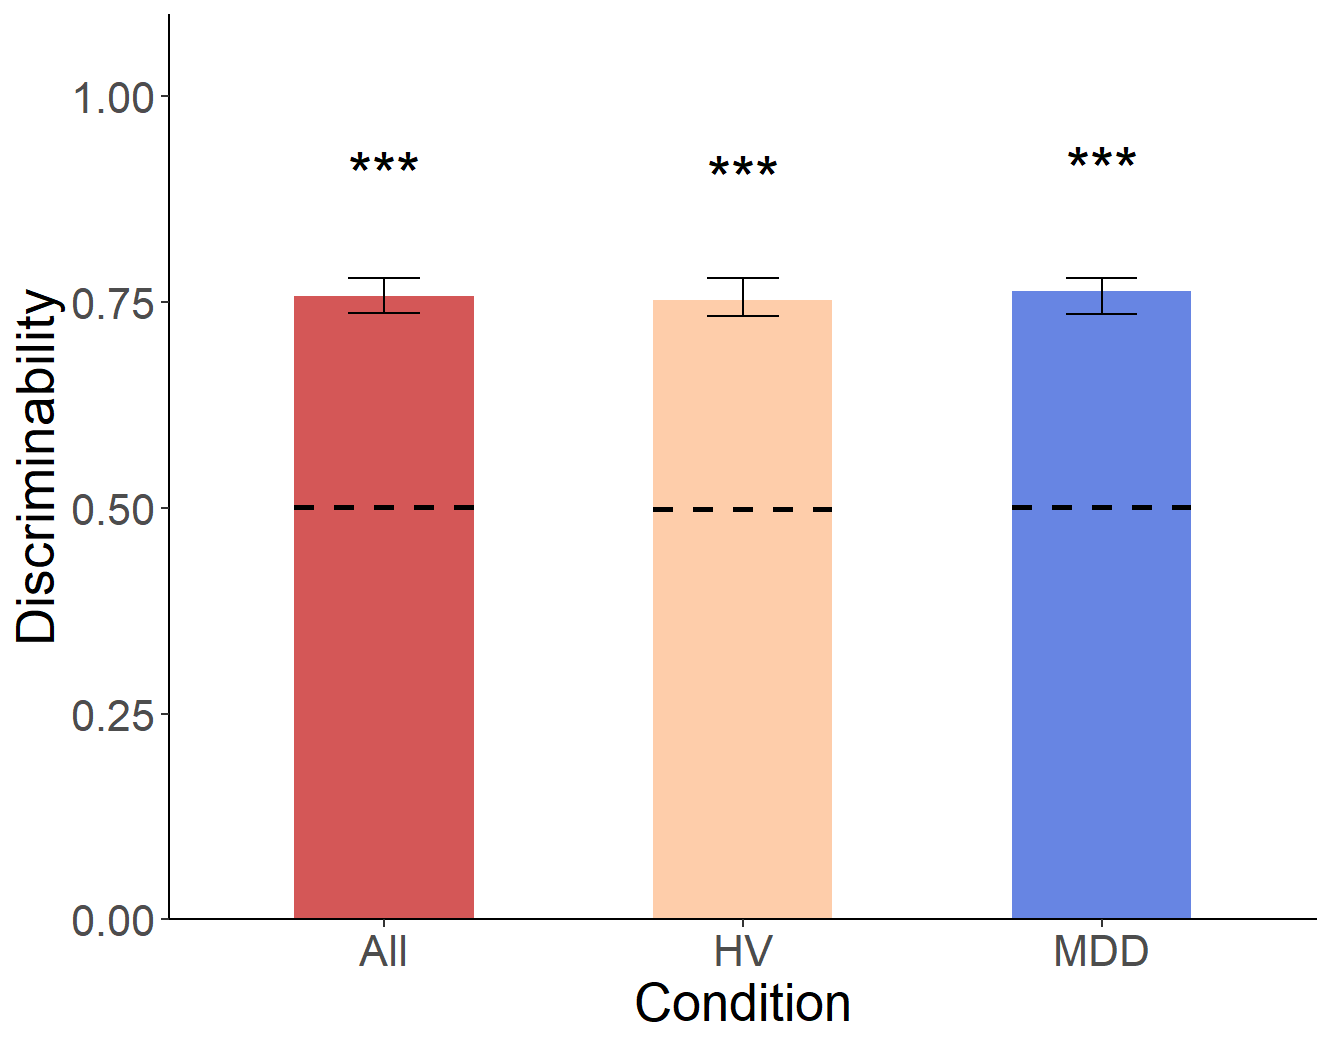 1.00
*** *** ***
0.75
0.50
0.25
0.00
Discriminability
All HV MDD
Condition